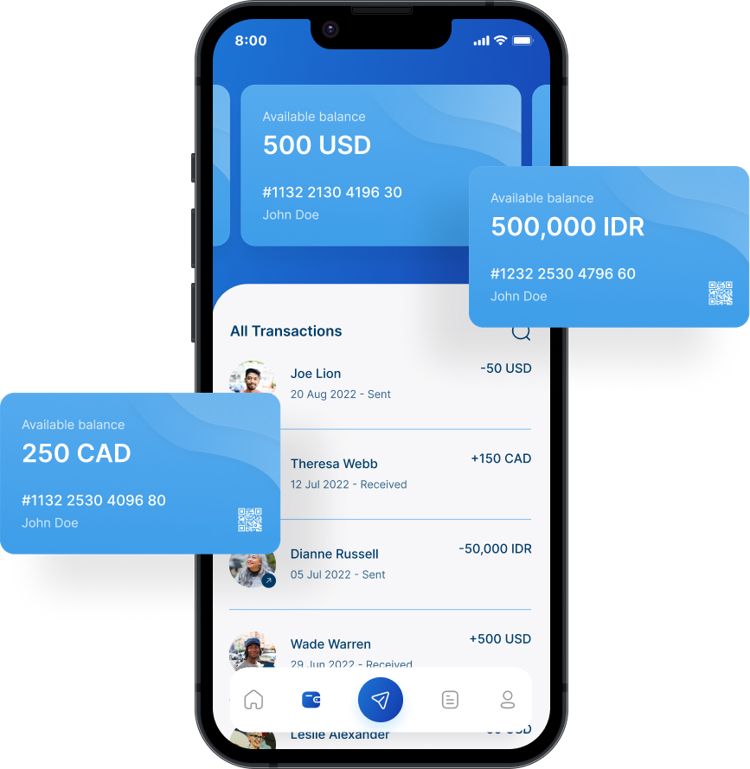 8:00
Available balance
500 USD
#1132 2130 4196 30
John Doe
Available balance
500,000 IDR
#1232 2530 4796 60
John Doe
All Transactions
Joe Lion
-50 USD
20 Aug 2022 - Sent
Available balance
250 CAD
#1132 2530 4096 80
John Doe
Theresa Webb
+150 CAD
12 Jul 2022 - Received
Dianne Russell
-50,000 IDR
05 Jul 2022 - Sent
Wade Warren
+500 USD
29 Jun 2022 - Received
Leslie Alexander
USD